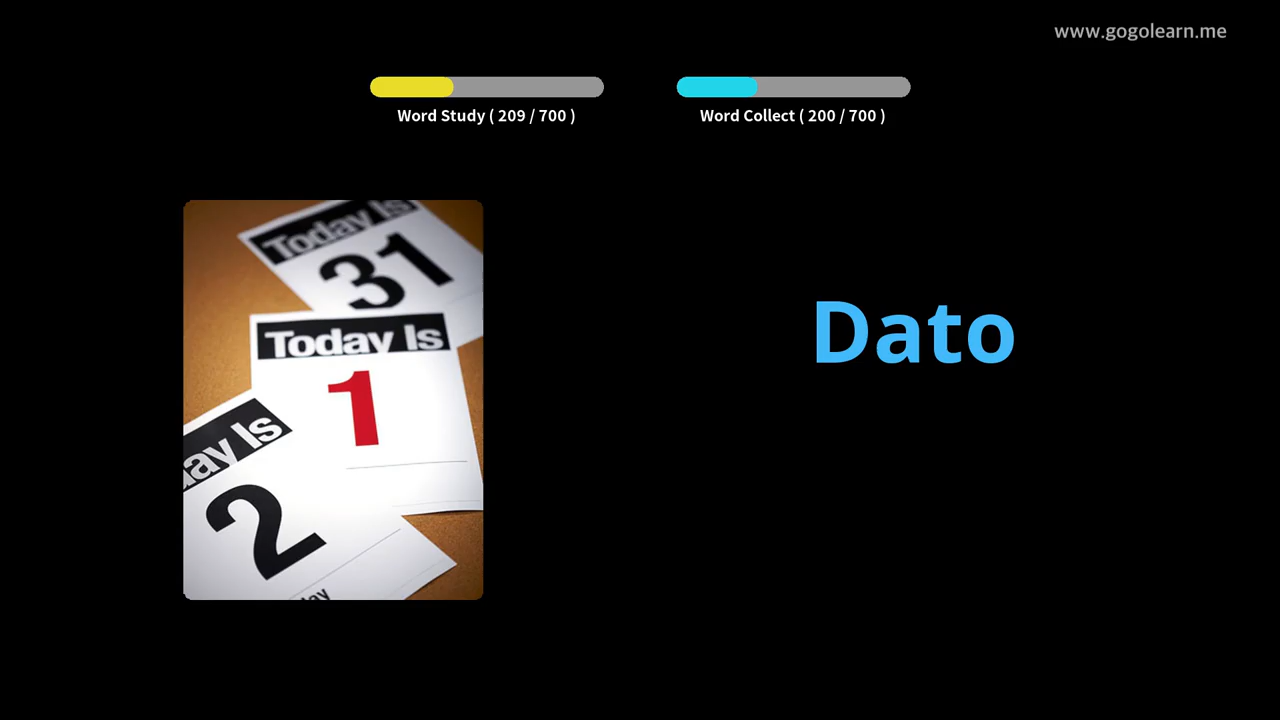 www.gogolearn.me
Word Study ( 209 / 700 )
Word Collect ( 200 / 700 )
Today Is
31
Today Is
1
ay Is
2
day
Dato